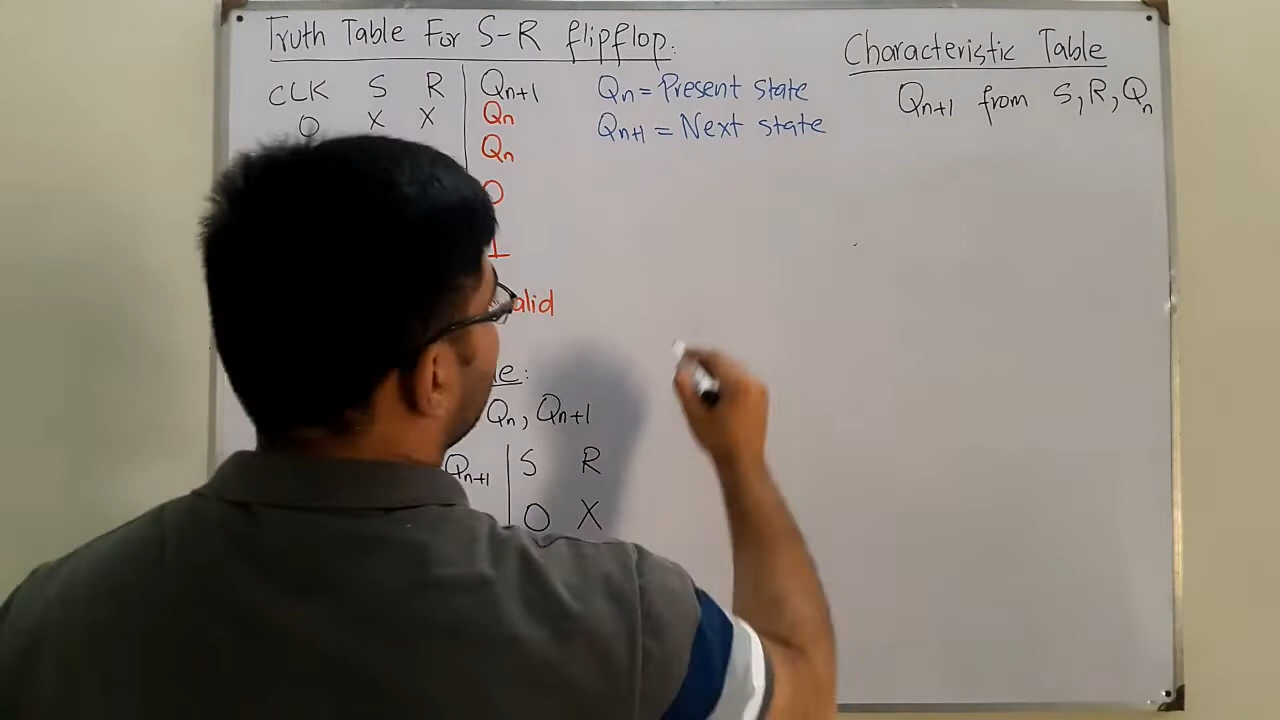 Truth Table For S-R flipflop:
CLK S R Qn+1
0 X X Qn
Qn
0
1
alid
e:
Qn, Qn+1
Qn+1 S R
0 X
Qn = Present state
Qn+1 = Next state
Characteristic Table
Qn+1 from S, R, Qn